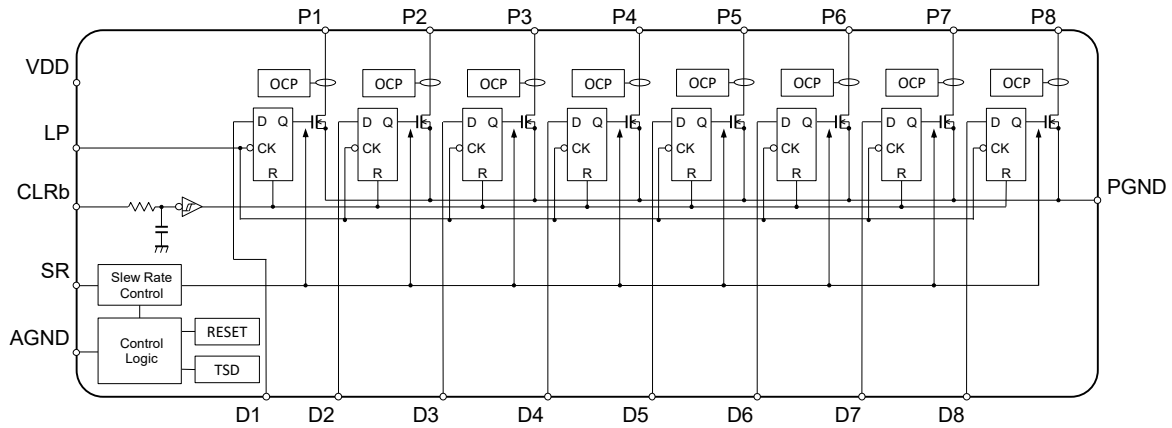 P1 P2 P3 P4 P5 P6 P7 P8
VDD
OCP OCP OCP OCP OCP OCP OCP OCP
LP
D Q D Q D Q D Q D Q D Q D Q D Q
CK CK CK CK CK CK CK CK
R R R R R R R R
CLRb
PGND
SR
Slew Rate
Control
AGND
Control
Logic
RESET
TSD
D1 D2 D3 D4 D5 D6 D7 D8